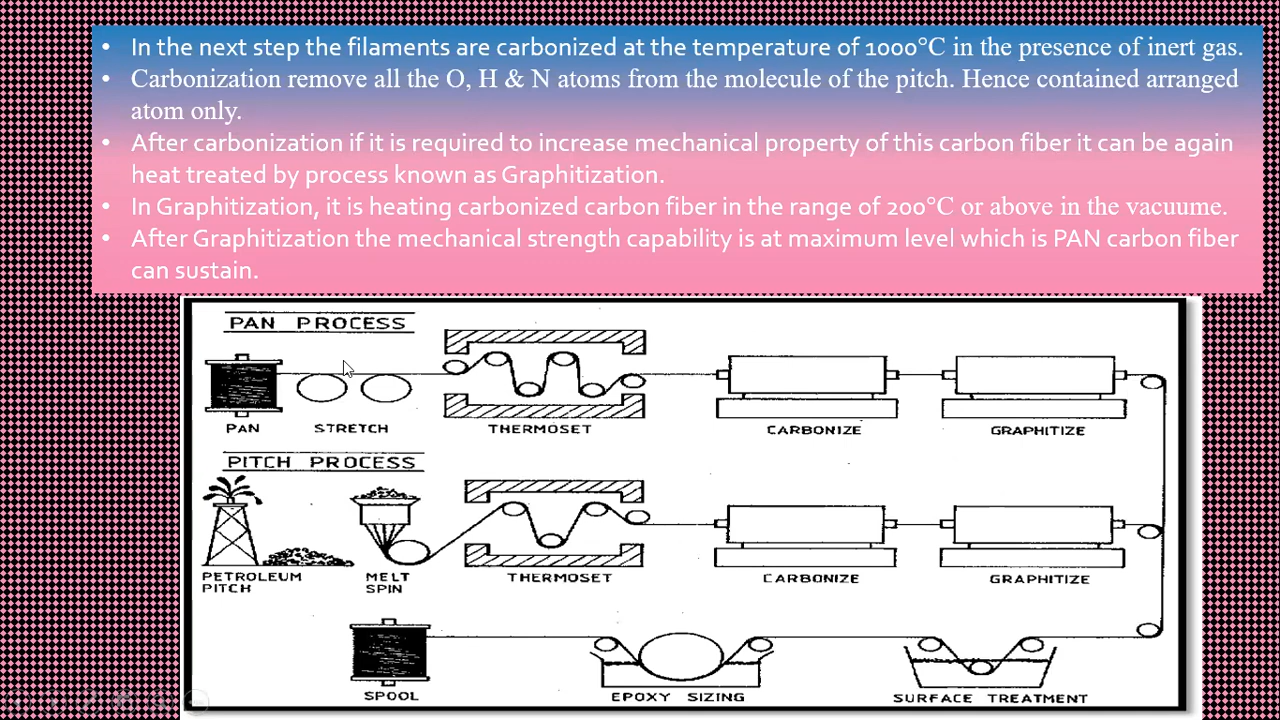 • In the next step the filaments are carbonized at the temperature of 1000°C in the presence of inert gas.
• Carbonization remove all the O, H & N atoms from the molecule of the pitch. Hence contained arranged
atom only.
• After carbonization if it is required to increase mechanical property of this carbon fiber it can be again
heat treated by process known as Graphitization.
• In Graphitization, it is heating carbonized carbon fiber in the range of 200°C or above in the vacuume.
• After Graphitization the mechanical strength capability is at maximum level which is PAN carbon fiber
can sustain.
PAN PROCESS
PAN STRETCH THERMOSET CARBONIZE GRAPHITIZE
PITCH PROCESS
PETROLEUM PITCH
MELT SPIN
THERMOSET CARBONIZE GRAPHITIZE
SPOOL EPOXY SIZING SURFACE TREATMENT